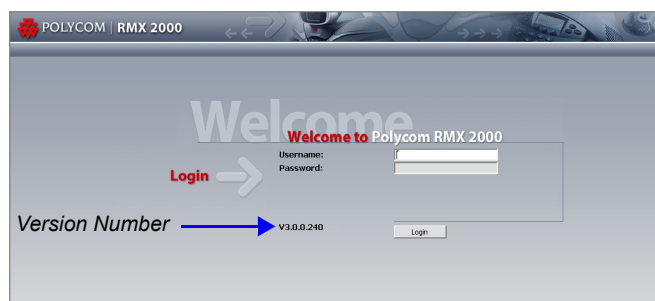 POLYCOM | RMX 2000
Welcome
Welcome to Polycom RMX 2000
Username:
Password:
Login
Version Number
V3.0.0.240
Login